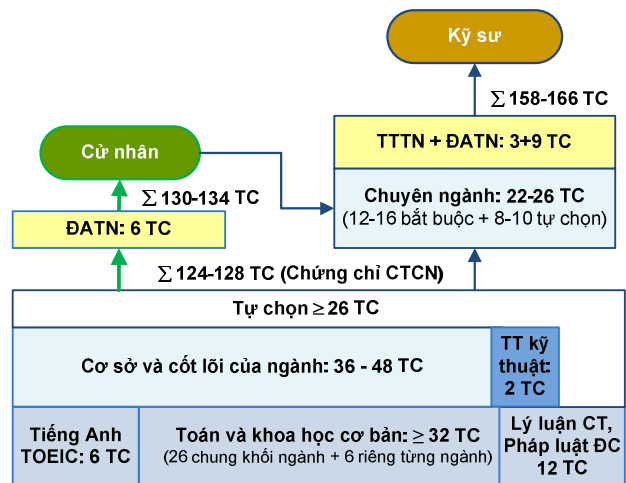 Kỹ sư
∑ 158-166 TC
TTTN + ĐATN: 3+9 TC
Chuyên ngành: 22-26 TC
(12-16 bắt buộc + 8-10 tự chọn)
Cử nhân
∑ 130-134 TC
ĐATN: 6 TC
∑ 124-128 TC (Chứng chỉ CTCN)
Tự chọn ≥ 26 TC
Cơ sở và cốt lõi của ngành: 36 - 48 TC
TT kỹ
thuật:
2 TC
Tiếng Anh
TOEIC: 6 TC
Toán và khoa học cơ bản: ≥ 32 TC
(26 chung khối ngành + 6 riêng từng ngành)
Lý luận CT,
Pháp luật ĐC
12 TC